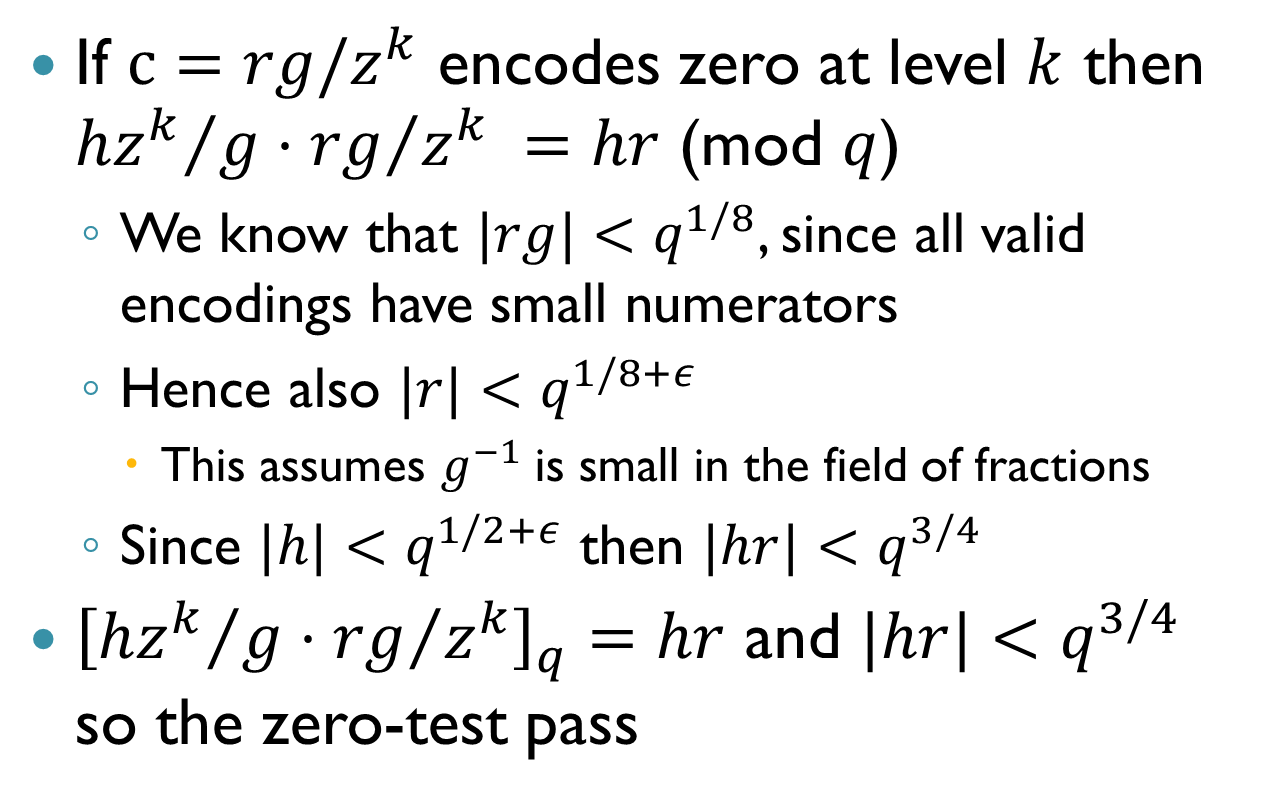 • If c = rg/z^k encodes zero at level k then
hz^k/g · rg/z^k = hr (mod q)
◦ We know that |rg| < q^{1/8}, since all valid
encodings have small numerators
◦ Hence also |r| < q^{1/8+ϵ}
• This assumes g^{−1} is small in the field of fractions
◦ Since |h| < q^{1/2+ϵ} then |hr| < q^{3/4}
• [hz^k/g · rg/z^k]_q = hr and |hr| < q^{3/4}
so the zero-test pass